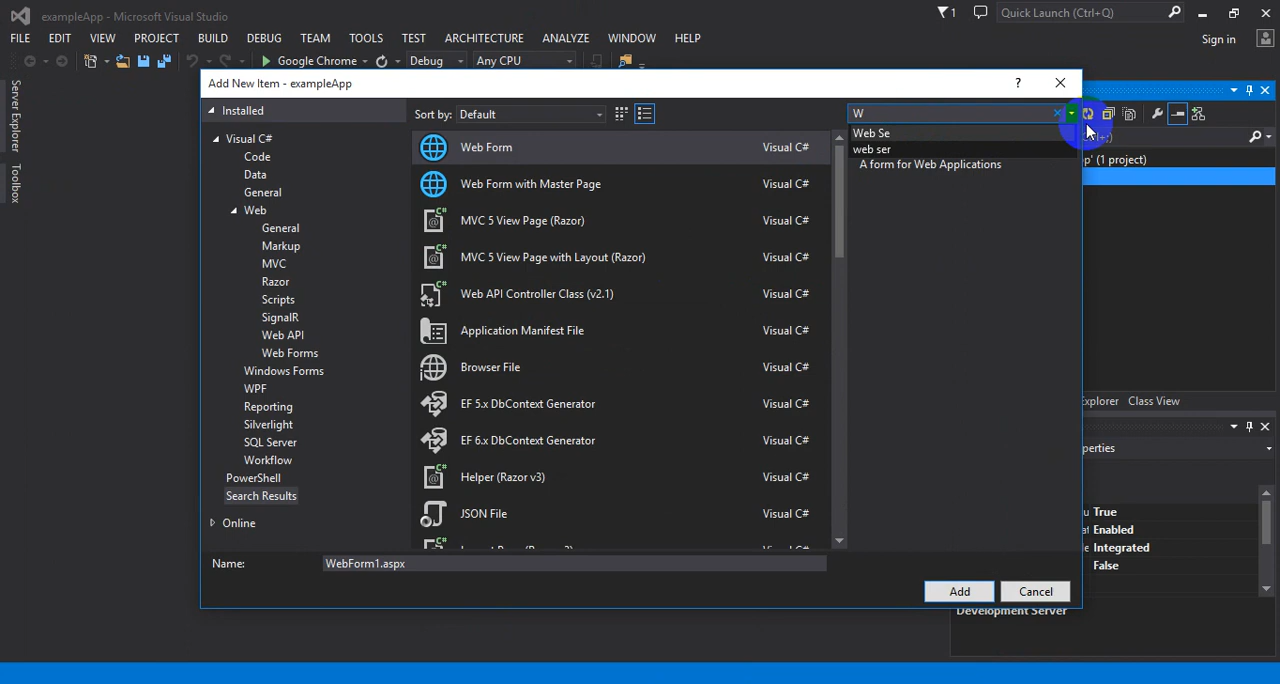 exampleApp - Microsoft Visual Studio
1
Quick Launch (Ctrl+Q)
FILE EDIT VIEW PROJECT BUILD DEBUG TEAM TOOLS TEST ARCHITECTURE ANALYZE WINDOW HELP
Sign in
Google Chrome
Debug
Any CPU
Server Explorer
Toolbox
Add New Item - exampleApp
?
Installed
Visual C#
Code
Data
General
Web
General
Markup
MVC
Razor
Scripts
SignalR
Web API
Web Forms
Windows Forms
WPF
Reporting
Silverlight
SQL Server
Workflow
PowerShell
Search Results
Online
Sort by: Default
Web Form Visual C#
Web Form with Master Page Visual C#
MVC 5 View Page (Razor) Visual C#
MVC 5 View Page with Layout (Razor) Visual C#
Web API Controller Class (v2.1) Visual C#
Application Manifest File Visual C#
Browser File Visual C#
EF 5.x DbContext Generator Visual C#
EF 6.x DbContext Generator Visual C#
Helper (Razor v3) Visual C#
JSON File Visual C#
W
Web Se
web ser
A form for Web Applications
Name: WebForm1.aspx
Add
Cancel
p' (1 project)
Explorer Class View
perties
True
Enabled
Integrated
False
Development Server